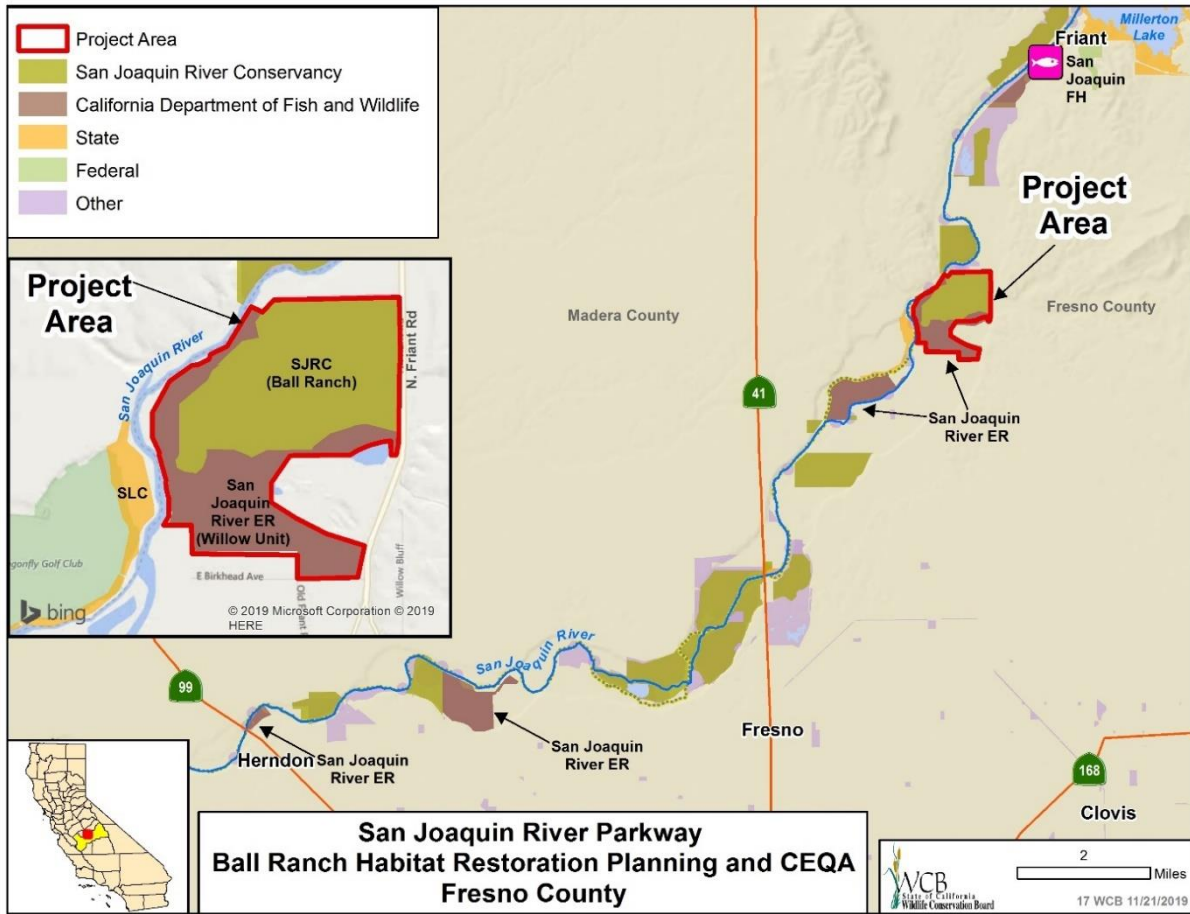 Project Area
San Joaquin River Conservancy
California Department of Fish and Wildlife
State
Federal
Other
Millerton
Lake
Friant
San
Joaquin
FH
Project
Area
Madera County
Fresno County
41
San Joaquin
River ER
Project
Area
San Joaquin River
SJRC
(Ball Ranch)
N. Friant Rd
SLC
San
Joaquin
River ER
(Willow Unit)
onfly Golf Club
E Birkhead Ave
Willow Bluff
bing
© 2019 Microsoft Corporation © 2019
HERE
San Joaquin River
99
Herndon
San Joaquin
River ER
San Joaquin
River ER
Fresno
168
Clovis
San Joaquin River Parkway
Ball Ranch Habitat Restoration Planning and CEQA
Fresno County
WCB
State of California
Wildlife Conservation Board
2
Miles
17 WCB 11/21/2019